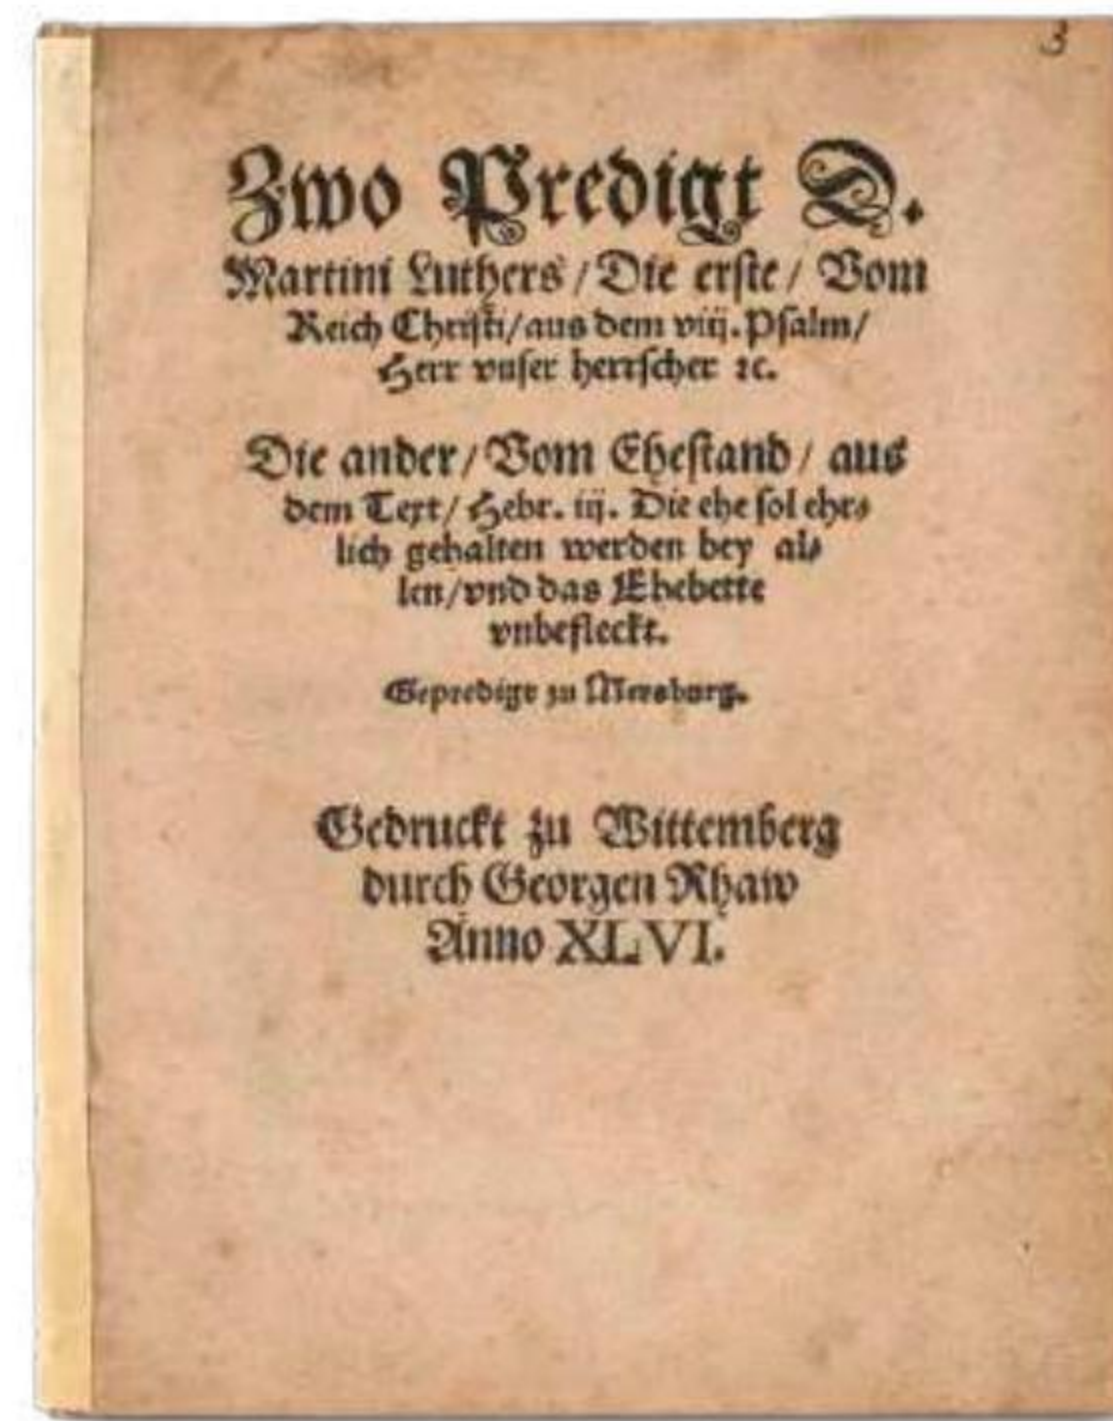 3
Zwo Predigt D.
Martini Luthers / Die erste / Vom
Reich Christi / aus dem viij. Psalm /
Herr vnser herrscher ꝛc.
Die ander / Vom Ehestand / aus
dem Text / Hebr. iij. Die ehe sol ehr⸗
lich gehalten werden bey al⸗
len / vnd das Ehebette
vnbefleckt.
Gepredigt zu Mersburg.
Gedruckt zu Wittemberg
durch Georgen Rhaw
Anno XLVI.